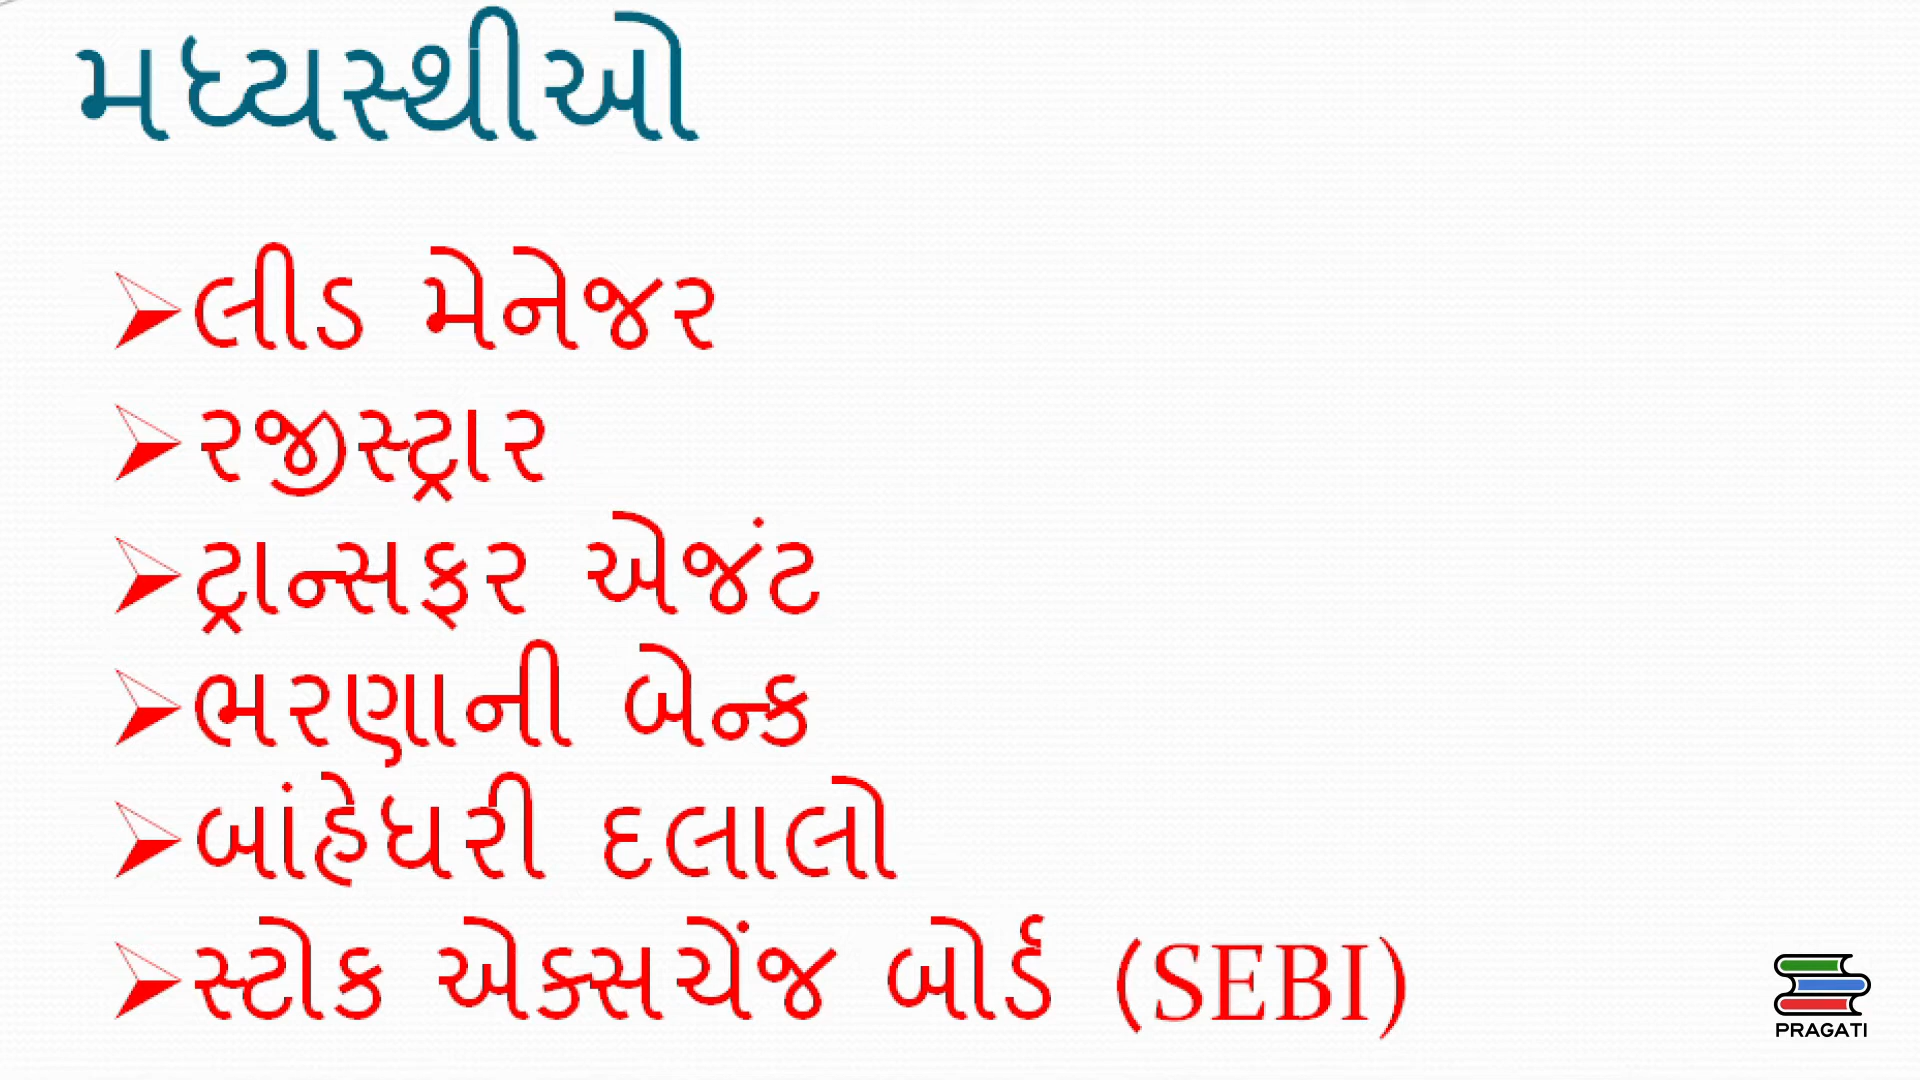 મધ્યસ્થીઓ
લીડ મેનેજર
રજીસ્ટ્રાર
ટ્રાન્સફર એજંટ
ભરણાની બેન્ક
બાંહેધરી દલાલો
સ્ટોક એક્સચેંજ બોર્ડ (SEBI)
PRAGATI